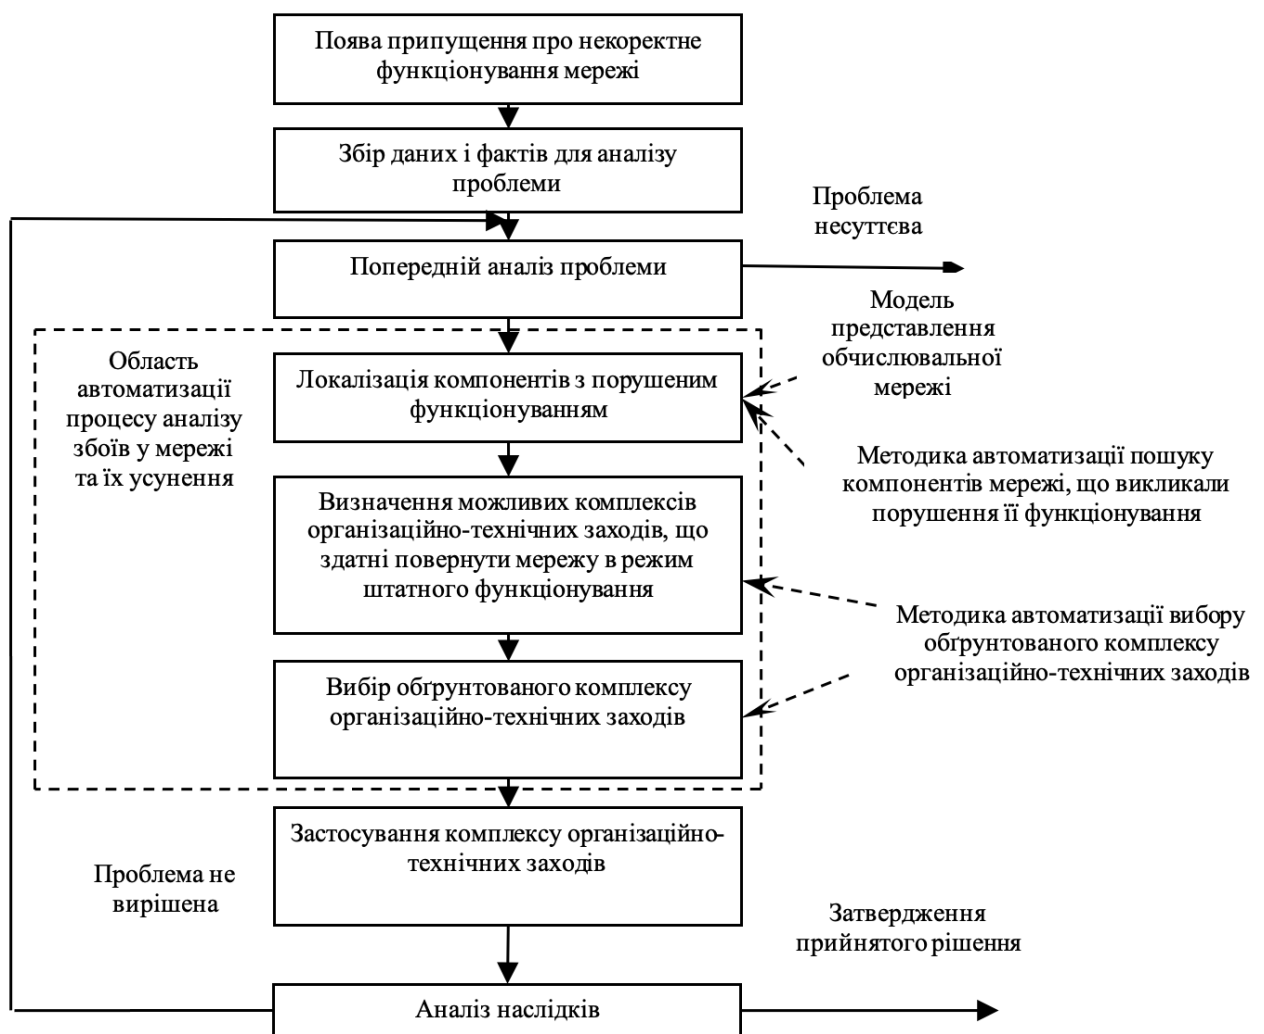 Поява припущення про некоректне
функціонування мережі
Збір даних і фактів для аналізу
проблеми
Проблема
несуттєва
Попередній аналіз проблеми
Модель
представлення
обчислювальної
мережі
Область
автоматизації
процесу аналізу
збоїв у мережі
та їх усунення
Локалізація компонентів з порушеним
функціонуванням
Методика автоматизації пошуку
компонентів мережі, що викликали
порушення її функціонування
Визначення можливих комплексів
організаційно-технічних заходів, що
здатні повернути мережу в режим
штатного функціонування
Методика автоматизації вибору
обґрунтованого комплексу
організаційно-технічних заходів
Вибір обґрунтованого комплексу
організаційно-технічних заходів
Застосування комплексу організаційно-
технічних заходів
Проблема не
вирішена
Затвердження
прийнятого рішення
Аналіз наслідків